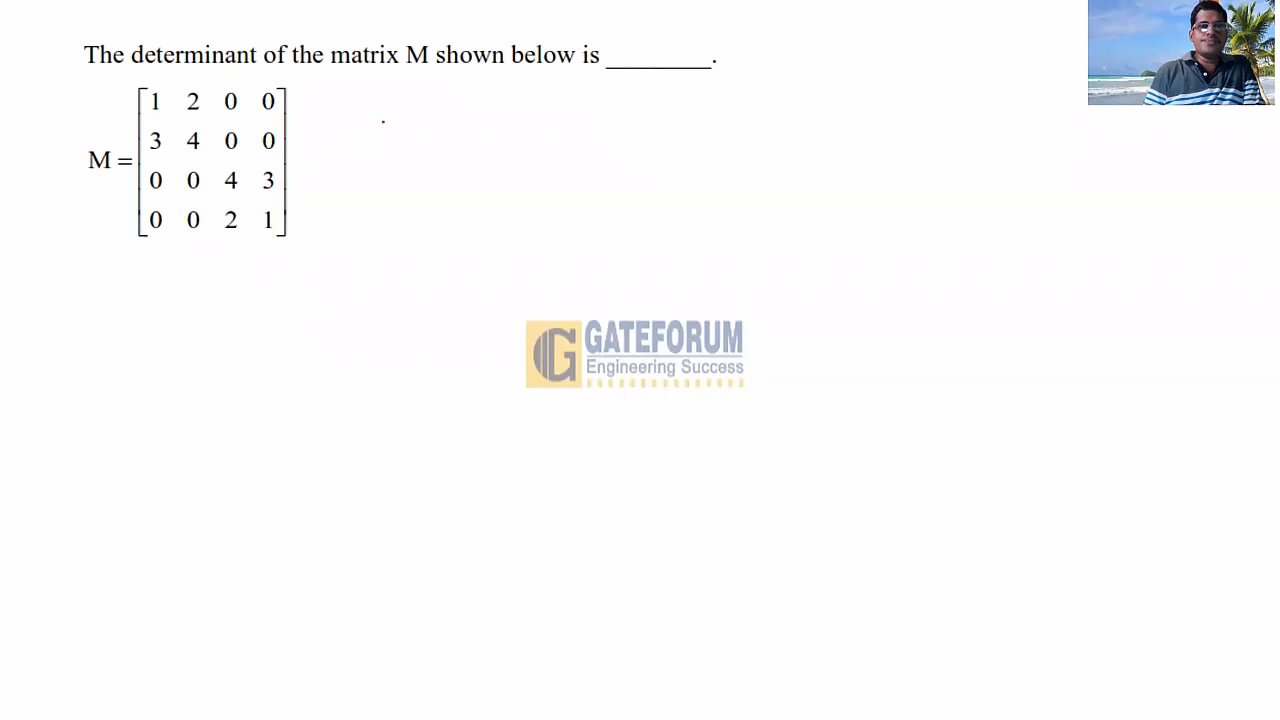 The determinant of the matrix M shown below is ________.
1 2 0 0
3 4 0 0
M =
0 0 4 3
0 0 2 1
GATEFORUM
Engineering Success